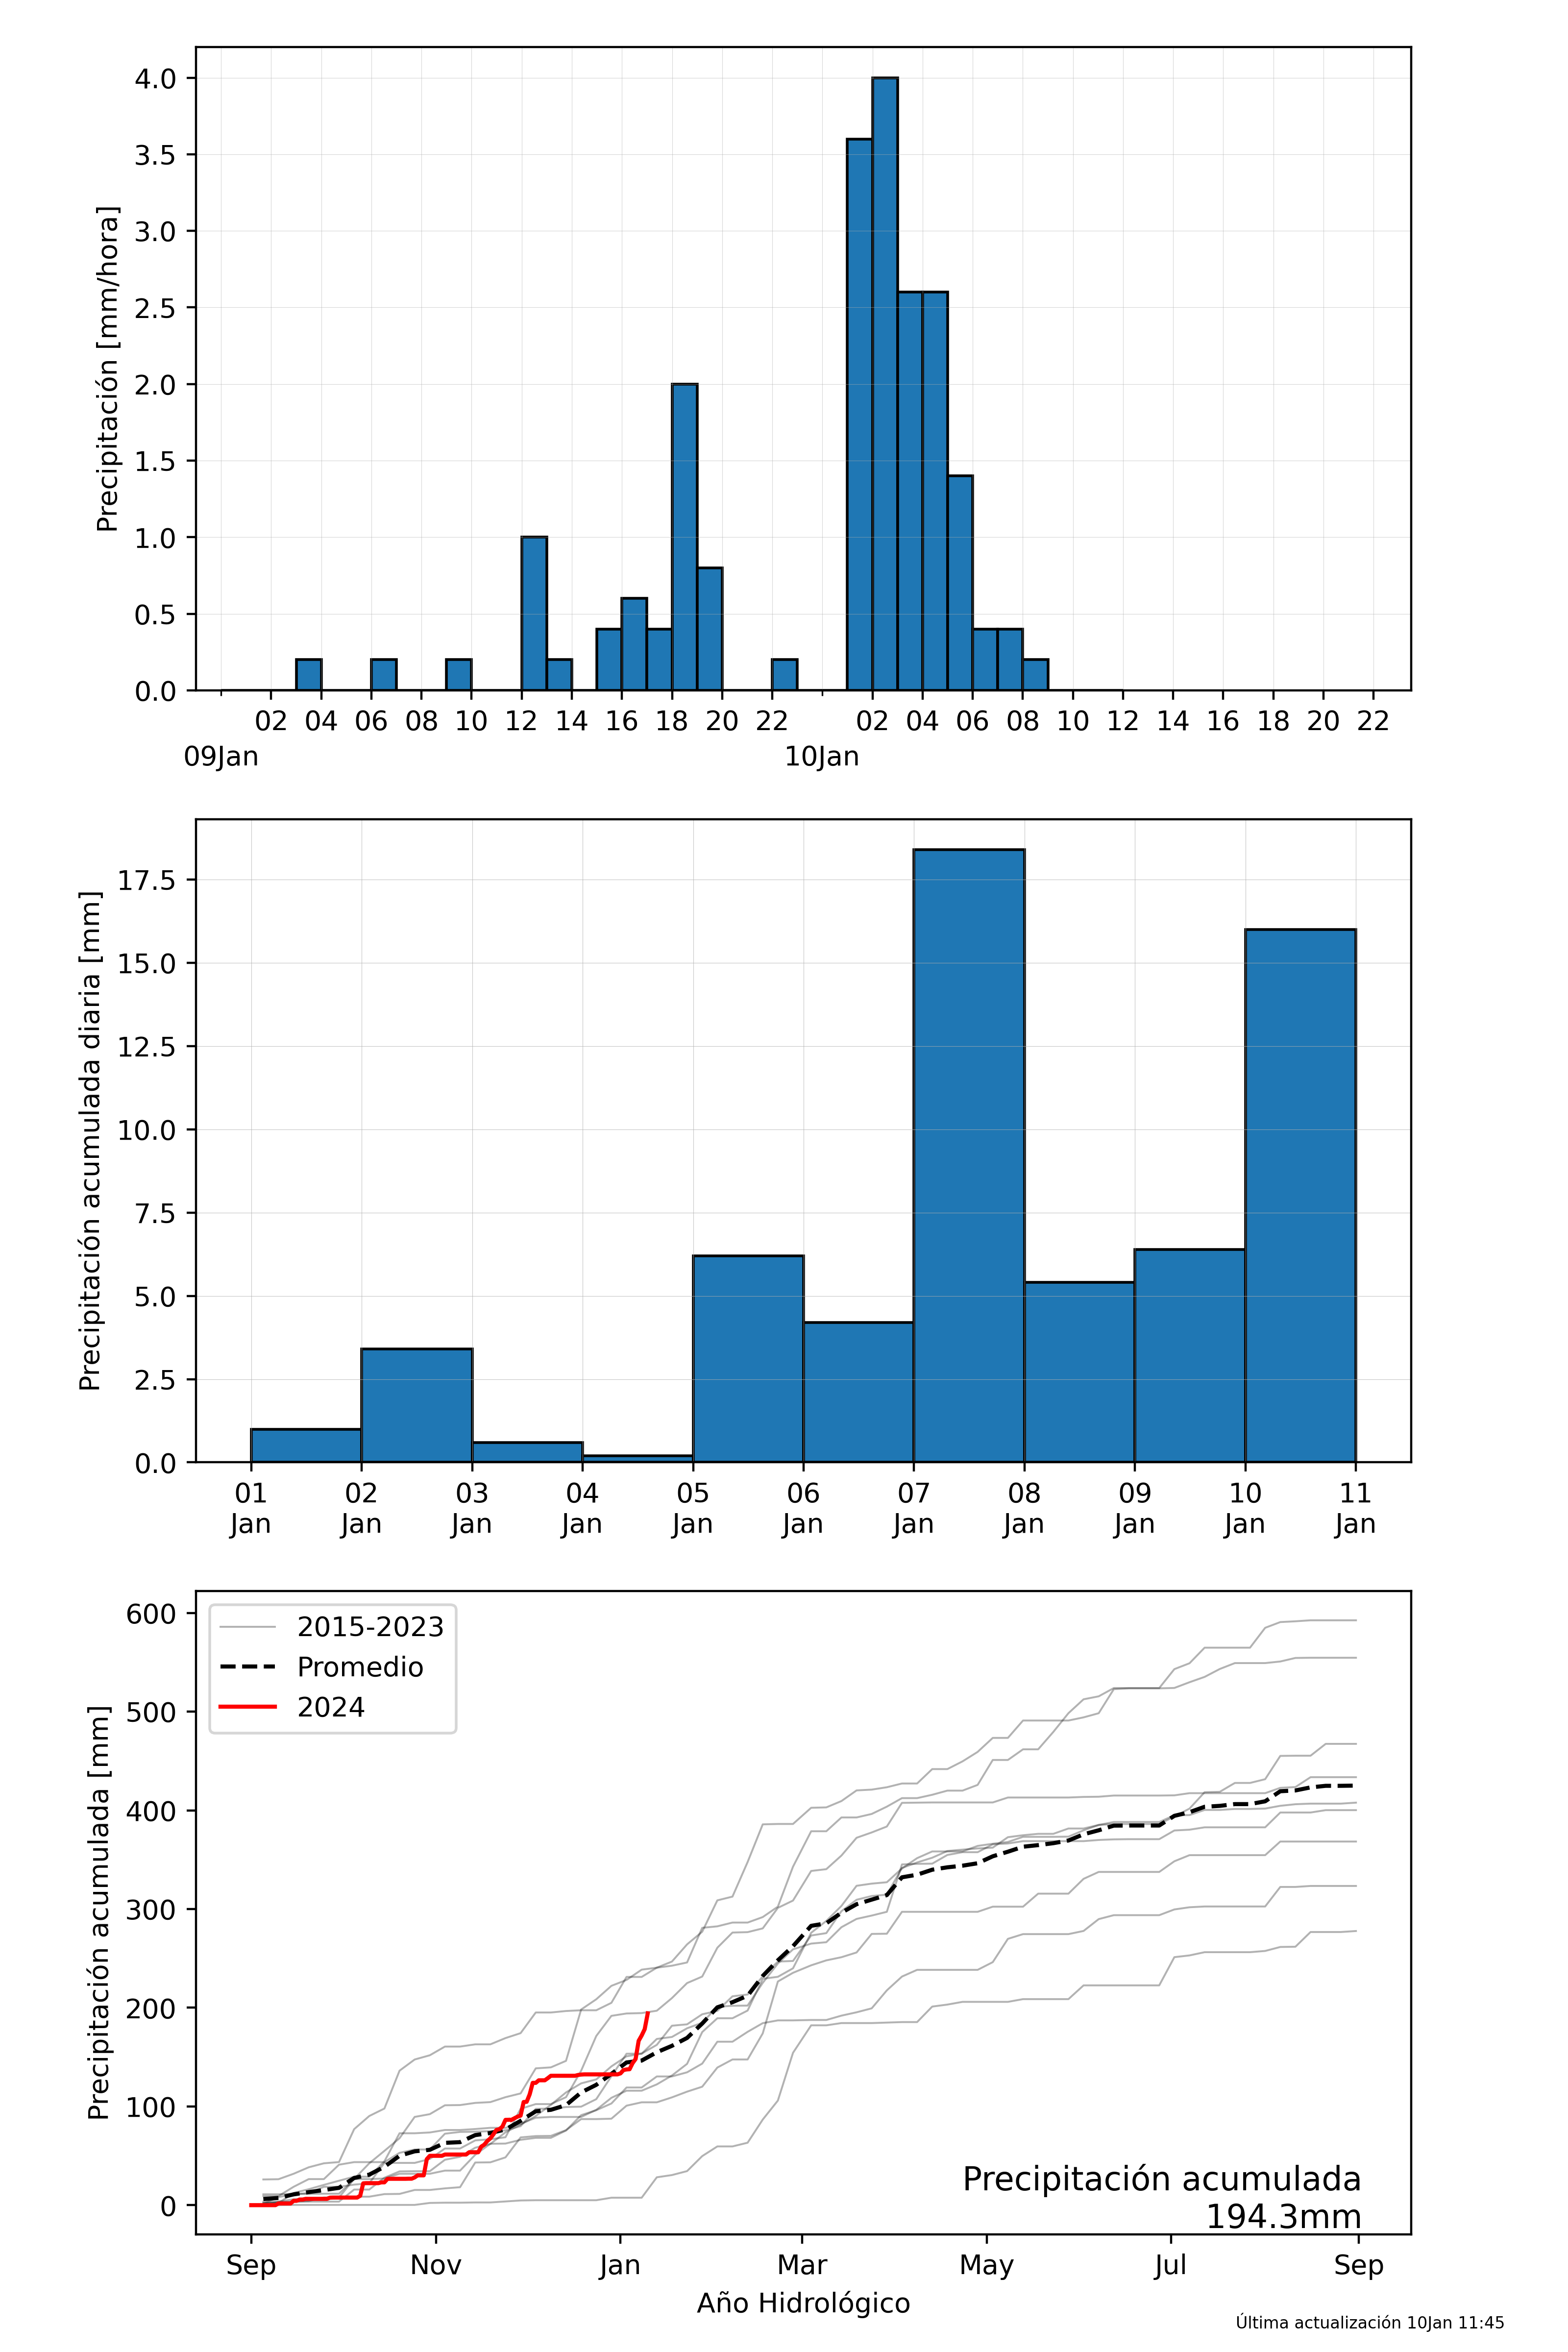 Precipitación [mm/hora]
4.0
3.5
3.0
2.5
2.0
1.5
1.0
0.5
0.0
02 04 06 08 10 12 14 16 18 20 22 02 04 06 08 10 12 14 16 18 20 22
09Jan 10Jan
Precipitación acumulada diaria [mm]
17.5
15.0
12.5
10.0
7.5
5.0
2.5
0.0
01 02 03 04 05 06 07 08 09 10 11
Jan Jan Jan Jan Jan Jan Jan Jan Jan Jan Jan
Precipitación acumulada [mm]
600
500
400
300
200
100
0
2015-2023
Promedio
2024
Precipitación acumulada
194.3mm
Sep Nov Jan Mar May Jul Sep
Año Hidrológico
Última actualización 10Jan 11:45